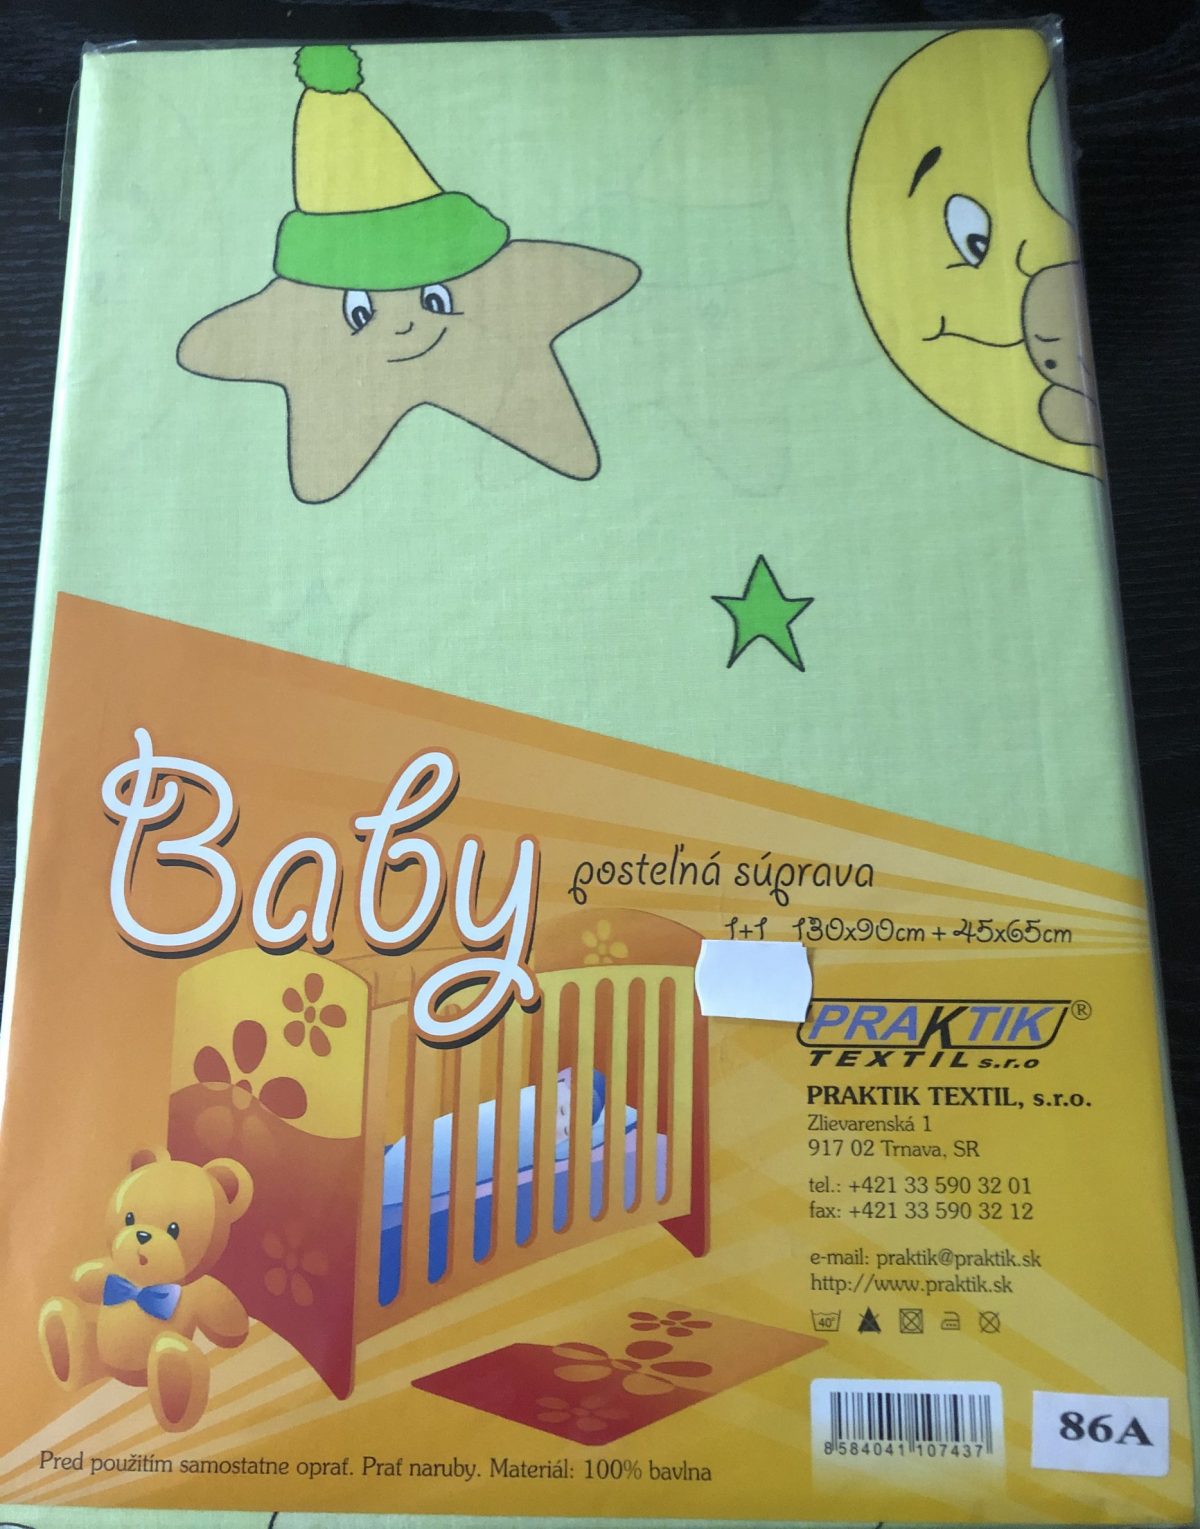 Baby
posteľná súprava
1+1 130x90cm + 45x65cm
PRAKTIK ®
TEXTIL s.r.o
PRAKTIK TEXTIL, s.r.o.
Zlievarenská 1
917 02 Trnava, SR
tel.: +421 33 590 32 01
fax: +421 33 590 32 12
e-mail: praktik@praktik.sk
http://www.praktik.sk
40°
8 584041 107437
86A
Pred použitím samostatne oprať. Prať naruby. Materiál: 100% bavlna